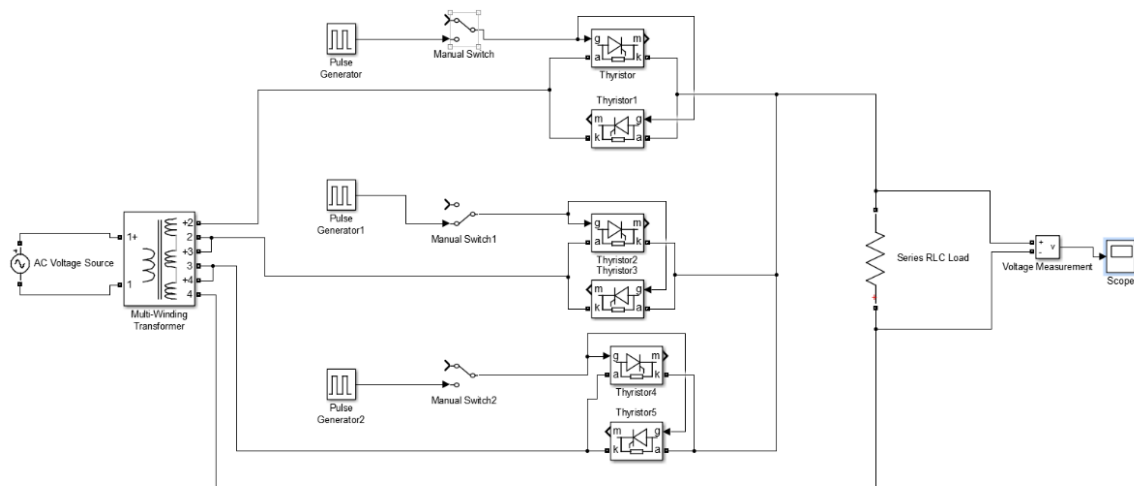 Manual Switch
Pulse
Generator
g
m
a
k
Thyristor
Thyristor1
m
g
k
a
Pulse
Generator1
Manual Switch1
g
m
a
k
Thyristor2
Thyristor3
m
g
k
a
AC Voltage Source
1+
1
+2
2
+3
3
+4
4
Multi-Winding
Transformer
Series RLC Load
+
-
v
Voltage Measurement
Scope
Pulse
Generator2
Manual Switch2
g
m
a
k
Thyristor4
Thyristor5
m
g
k
a